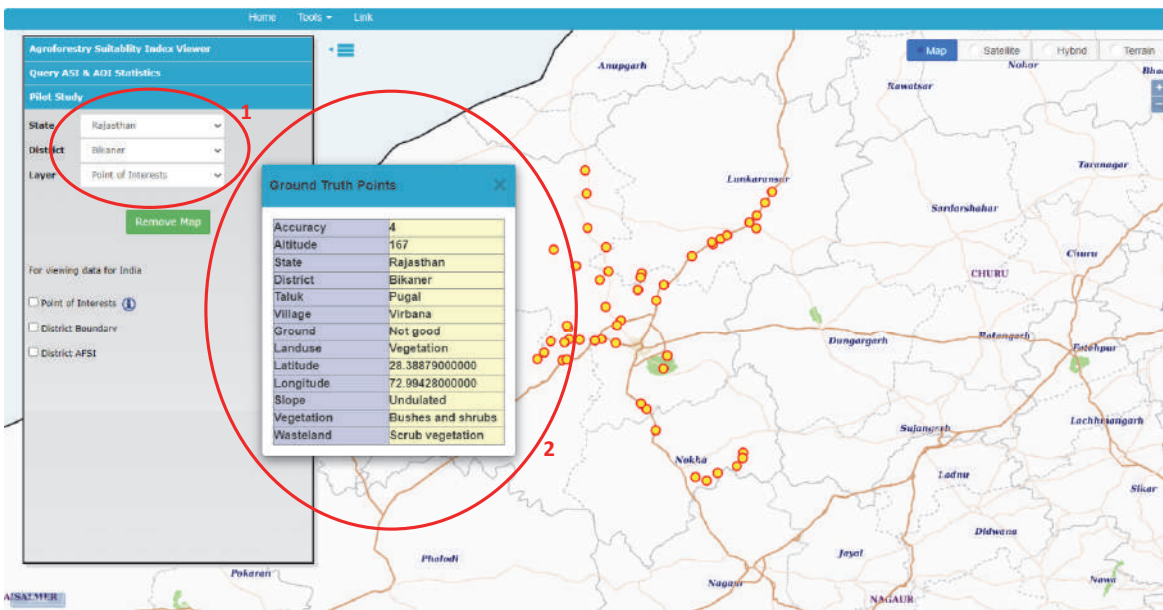 Home Tools Link
Agroforestry Suitablity Index Viewer
Query ASI & AOI Statistics
Pilot Study
1
State Rajasthan
District Bikaner
Layer Point of Interests
Remove Map
For viewing data for India
Point of Interests
District Boundary
District AFSI
Ground Truth Points
Accuracy 4
Altitude 167
State Rajasthan
District Bikaner
Taluk Pugal
Village Virbana
Ground Not good
Landuse Vegetation
Latitude 28.38879000000
Longitude 72.99428000000
Slope Undulated
Vegetation Bushes and shrubs
Wasteland Scrub vegetation
2
Map Satellite Hybrid Terrain
Anupgarh
Nohar
Rawatsar
Taranagar
Lunkaransar
Sardarshahar
Churu
CHURU
Dungargarh
Ratangarh
Fatehpur
Sujangarh
Lachhmangarh
Nokha
Ladnu
Sikar
Didwana
Phalodi
Jayal
Pokaran
Nagaur
Nawa
AISALMER
NAGAUR